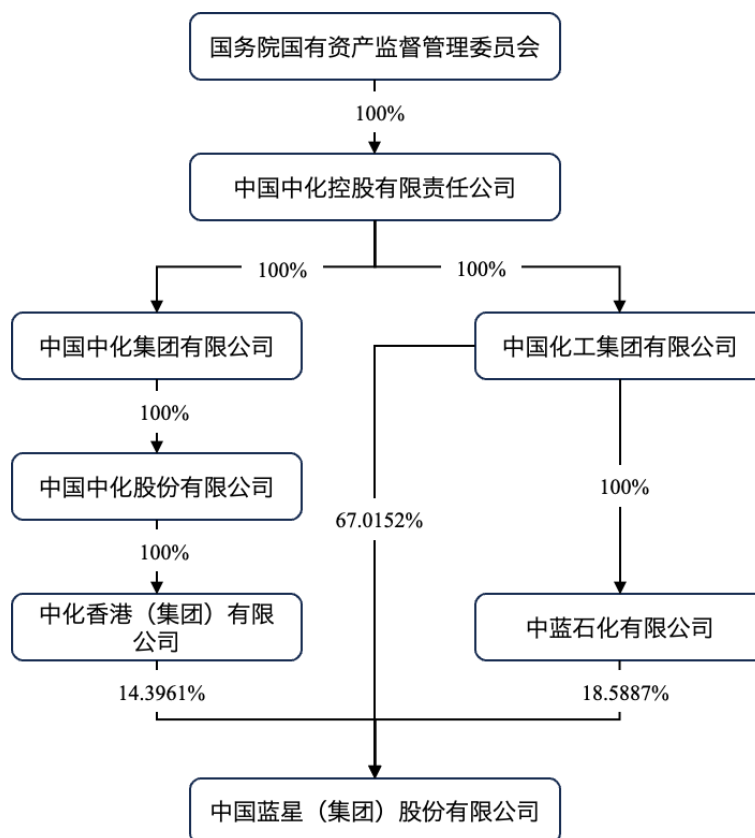 国务院国有资产监督管理委员会
100%
中国中化控股有限责任公司
100%
100%
中国中化集团有限公司
中国化工集团有限公司
100%
中国中化股份有限公司
100%
67.0152%
100%
中化香港（集团）有限
公司
中蓝石化有限公司
14.3961%
18.5887%
中国蓝星（集团）股份有限公司